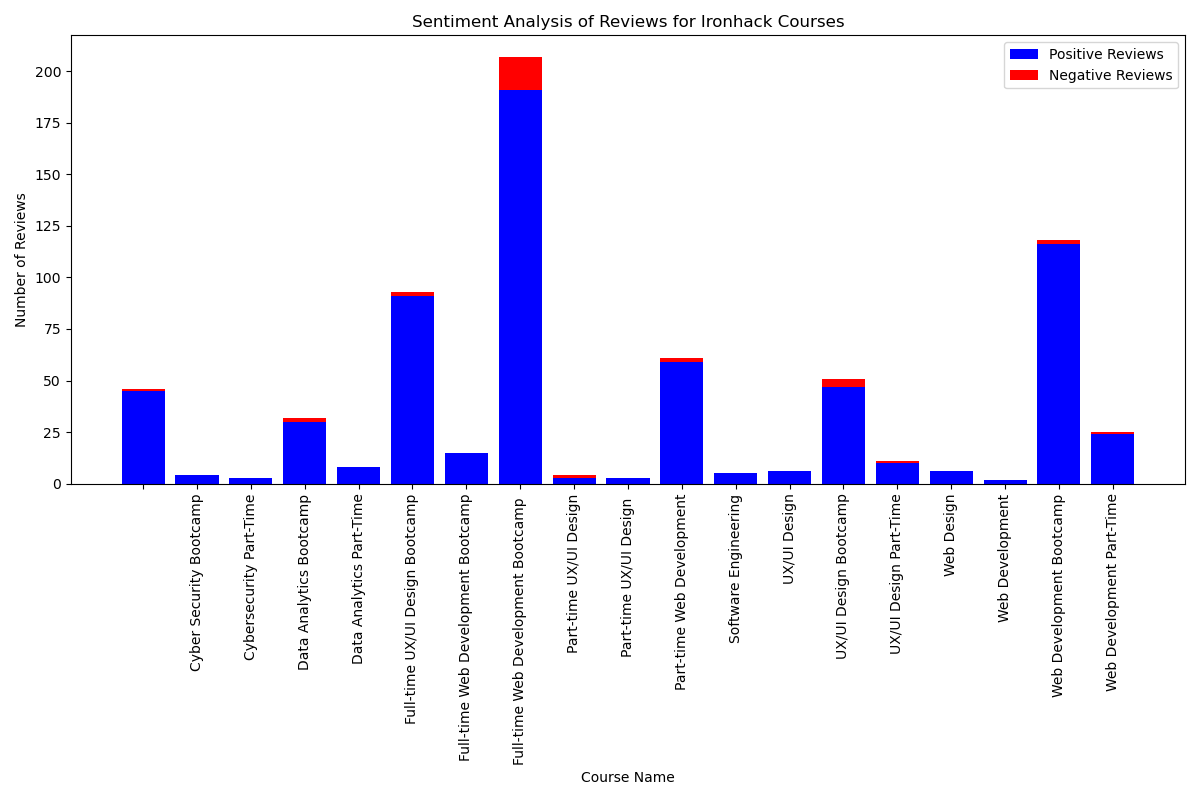 Sentiment Analysis of Reviews for Ironhack Courses
Positive Reviews
Negative Reviews
Number of Reviews
200
175
150
125
100
75
50
25
0
Cyber Security Bootcamp
Cybersecurity Part-Time
Data Analytics Bootcamp
Data Analytics Part-Time
Full-time UX/UI Design Bootcamp
Full-time Web Development Bootcamp
Full-time Web Development Bootcamp
Part-time UX/UI Design
Part-time UX/UI Design
Part-time Web Development
Software Engineering
UX/UI Design
UX/UI Design Bootcamp
UX/UI Design Part-Time
Web Design
Web Development
Web Development Bootcamp
Web Development Part-Time
Course Name